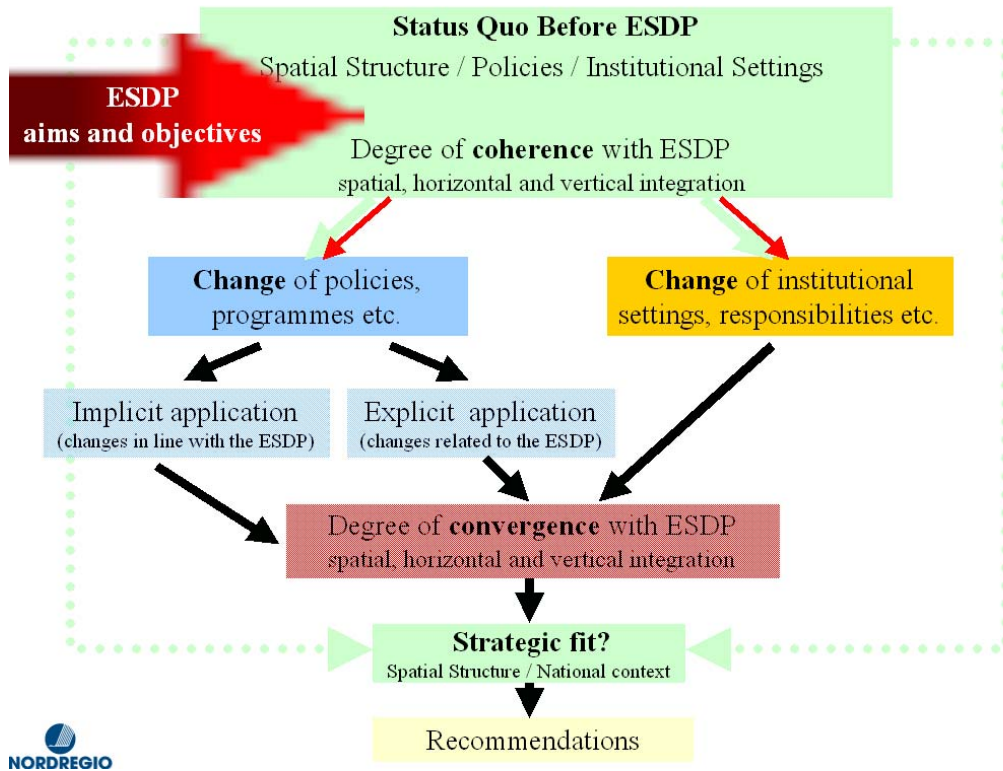 Status Quo Before ESDP
Spatial Structure / Policies / Institutional Settings
ESDP
aims and objectives
Degree of coherence with ESDP
spatial, horizontal and vertical integration
Change of policies,
programmes etc.
Change of institutional
settings, responsibilities etc.
Implicit application
(changes in line with the ESDP)
Explicit application
(changes related to the ESDP)
Degree of convergence with ESDP
spatial, horizontal and vertical integration
Strategic fit?
Spatial Structure / National context
Recommendations
NORDREGIO